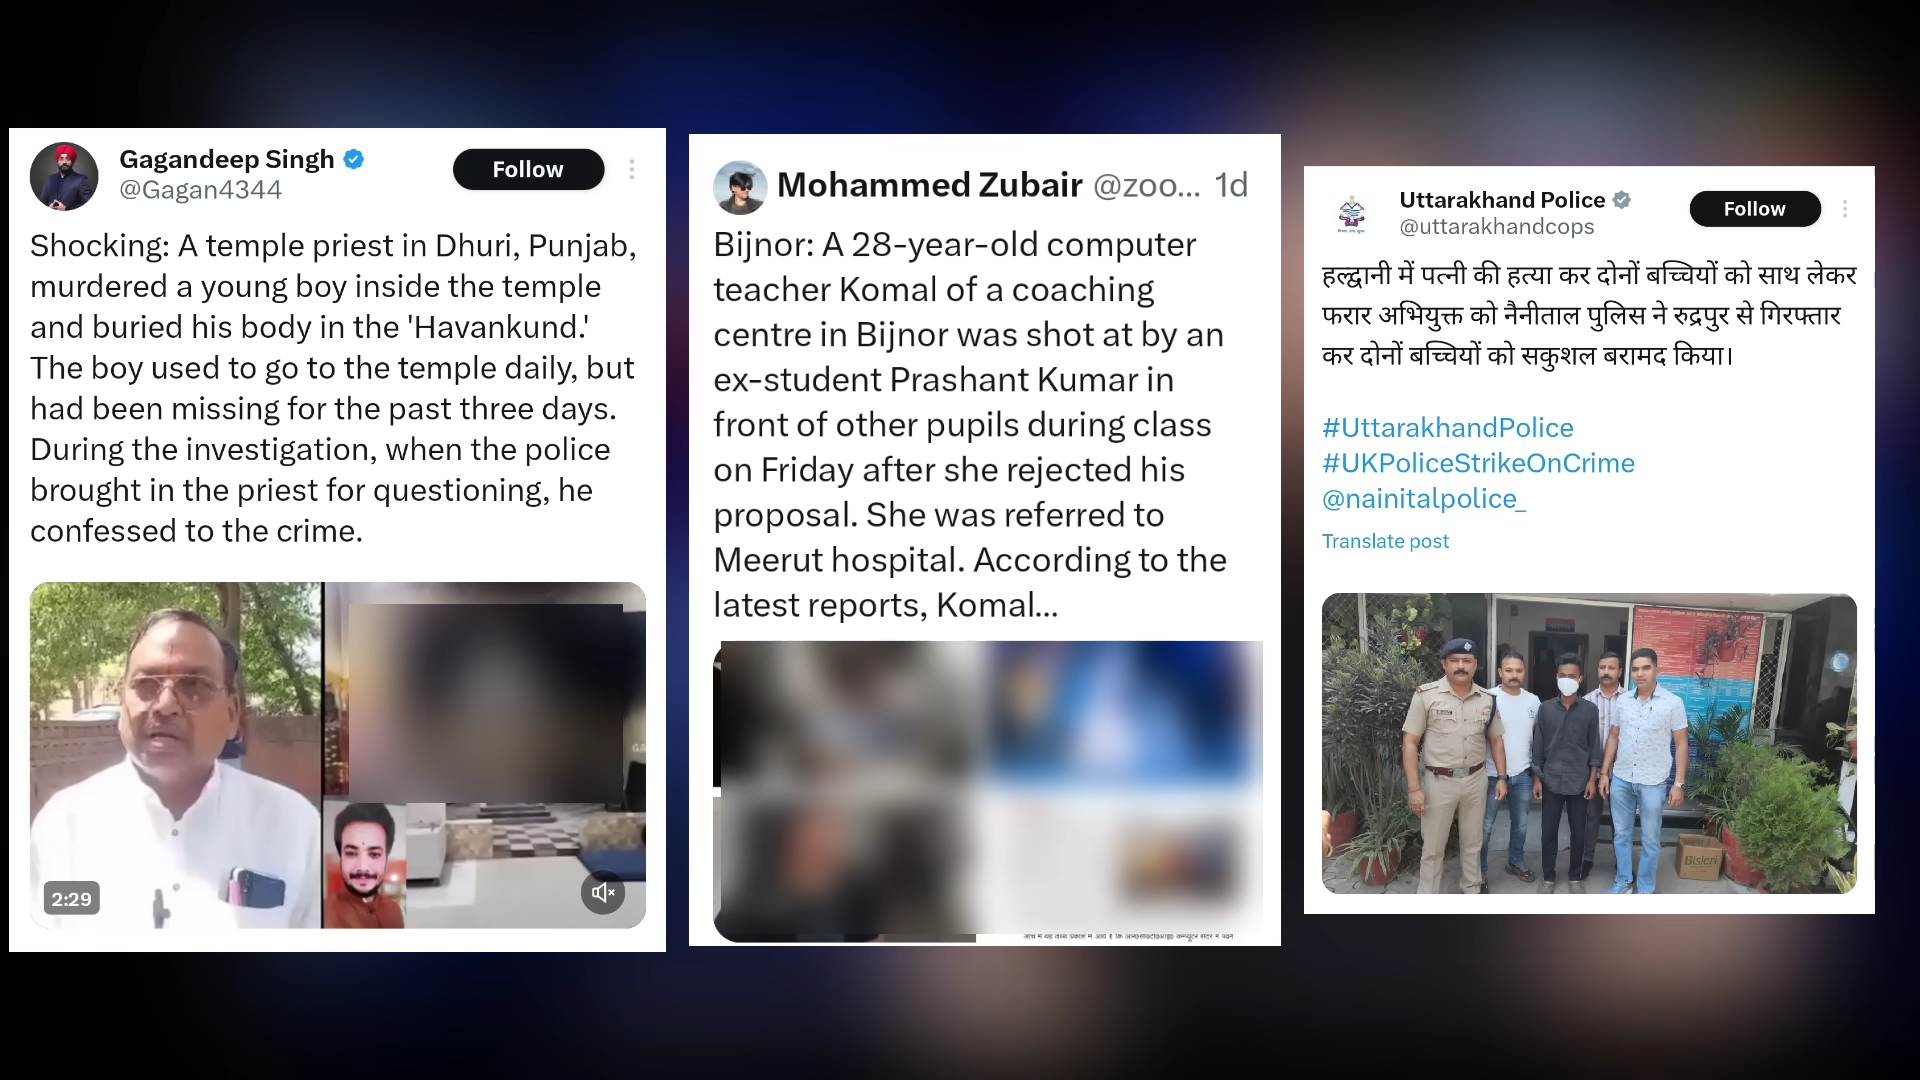 Gagandeep Singh
@Gagan4344
Follow
Shocking: A temple priest in Dhuri, Punjab,
murdered a young boy inside the temple
and buried his body in the 'Havankund.'
The boy used to go to the temple daily, but
had been missing for the past three days.
During the investigation, when the police
brought in the priest for questioning, he
confessed to the crime.
GA
2:29
Mohammed Zubair @zoo... 1d
Bijnor: A 28-year-old computer
teacher Komal of a coaching
centre in Bijnor was shot at by an
ex-student Prashant Kumar in
front of other pupils during class
on Friday after she rejected his
proposal. She was referred to
Meerut hospital. According to the
latest reports, Komal...
Uttarakhand Police
@uttarakhandcops
Follow
हल्द्वानी में पत्नी की हत्या कर दोनों बच्चियों को साथ लेकर
फरार अभियुक्त को नैनीताल पुलिस ने रुद्रपुर से गिरफ्तार
कर दोनों बच्चियों को सकुशल बरामद किया।
#UttarakhandPolice
#UKPoliceStrikeOnCrime
@nainitalpolice_
Translate post
Bisleri